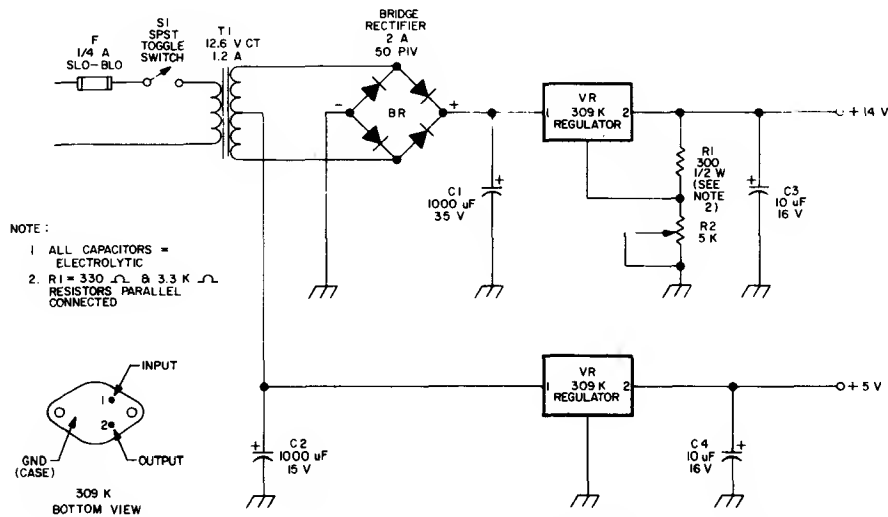 F
1/4 A
SLO-BLO
S1
SPST
TOGGLE
SWITCH
T1
12.6 V CT
1.2 A
BRIDGE
RECTIFIER
2 A
50 PIV
-
BR
+
+
C1
1000 uF
35 V
VR
1 309 K 2
REGULATOR
R1
300
1/2 W
(SEE
NOTE
2)
R2
5 K
+
C3
10 uF
16 V
+ 14 V
NOTE :
1 ALL CAPACITORS =
ELECTROLYTIC
2. R1 = 330 Ω & 3.3 K Ω
RESISTORS PARALLEL
CONNECTED
INPUT
1
2
GND
(CASE)
OUTPUT
309 K
BOTTOM VIEW
+
C2
1000 uF
15 V
VR
1 309 K 2
REGULATOR
+
C4
10 uF
16 V
+ 5 V